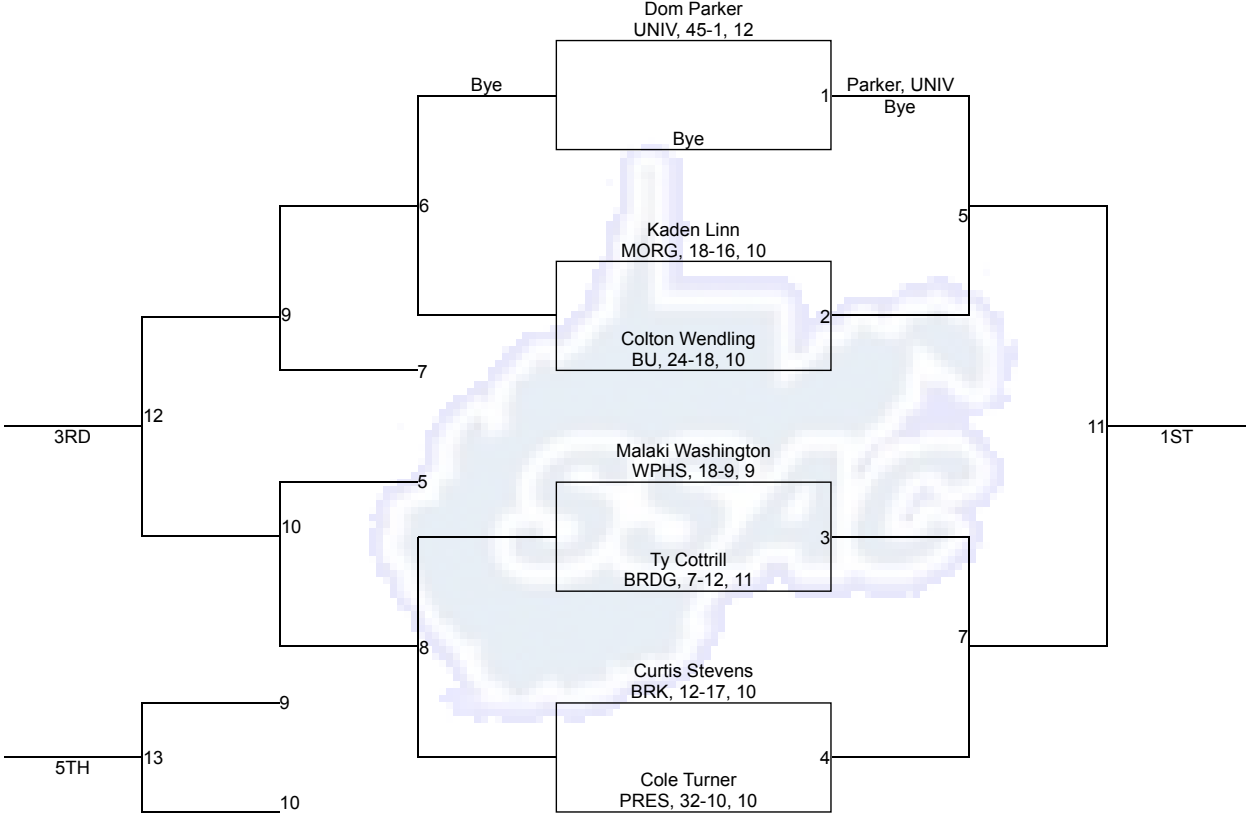 Dom Parker
UNIV, 45-1, 12
Bye
1
Parker, UNIV
Bye
Bye
6
5
Kaden Linn
MORG, 18-16, 10
9
2
Colton Wendling
BU, 24-18, 10
7
12
3RD
11
1ST
Malaki Washington
WPHS, 18-9, 9
5
10
3
Ty Cottrill
BRDG, 7-12, 11
8
7
Curtis Stevens
BRK, 12-17, 10
9
13
5TH
4
Cole Turner
PRES, 32-10, 10
10
SSAC